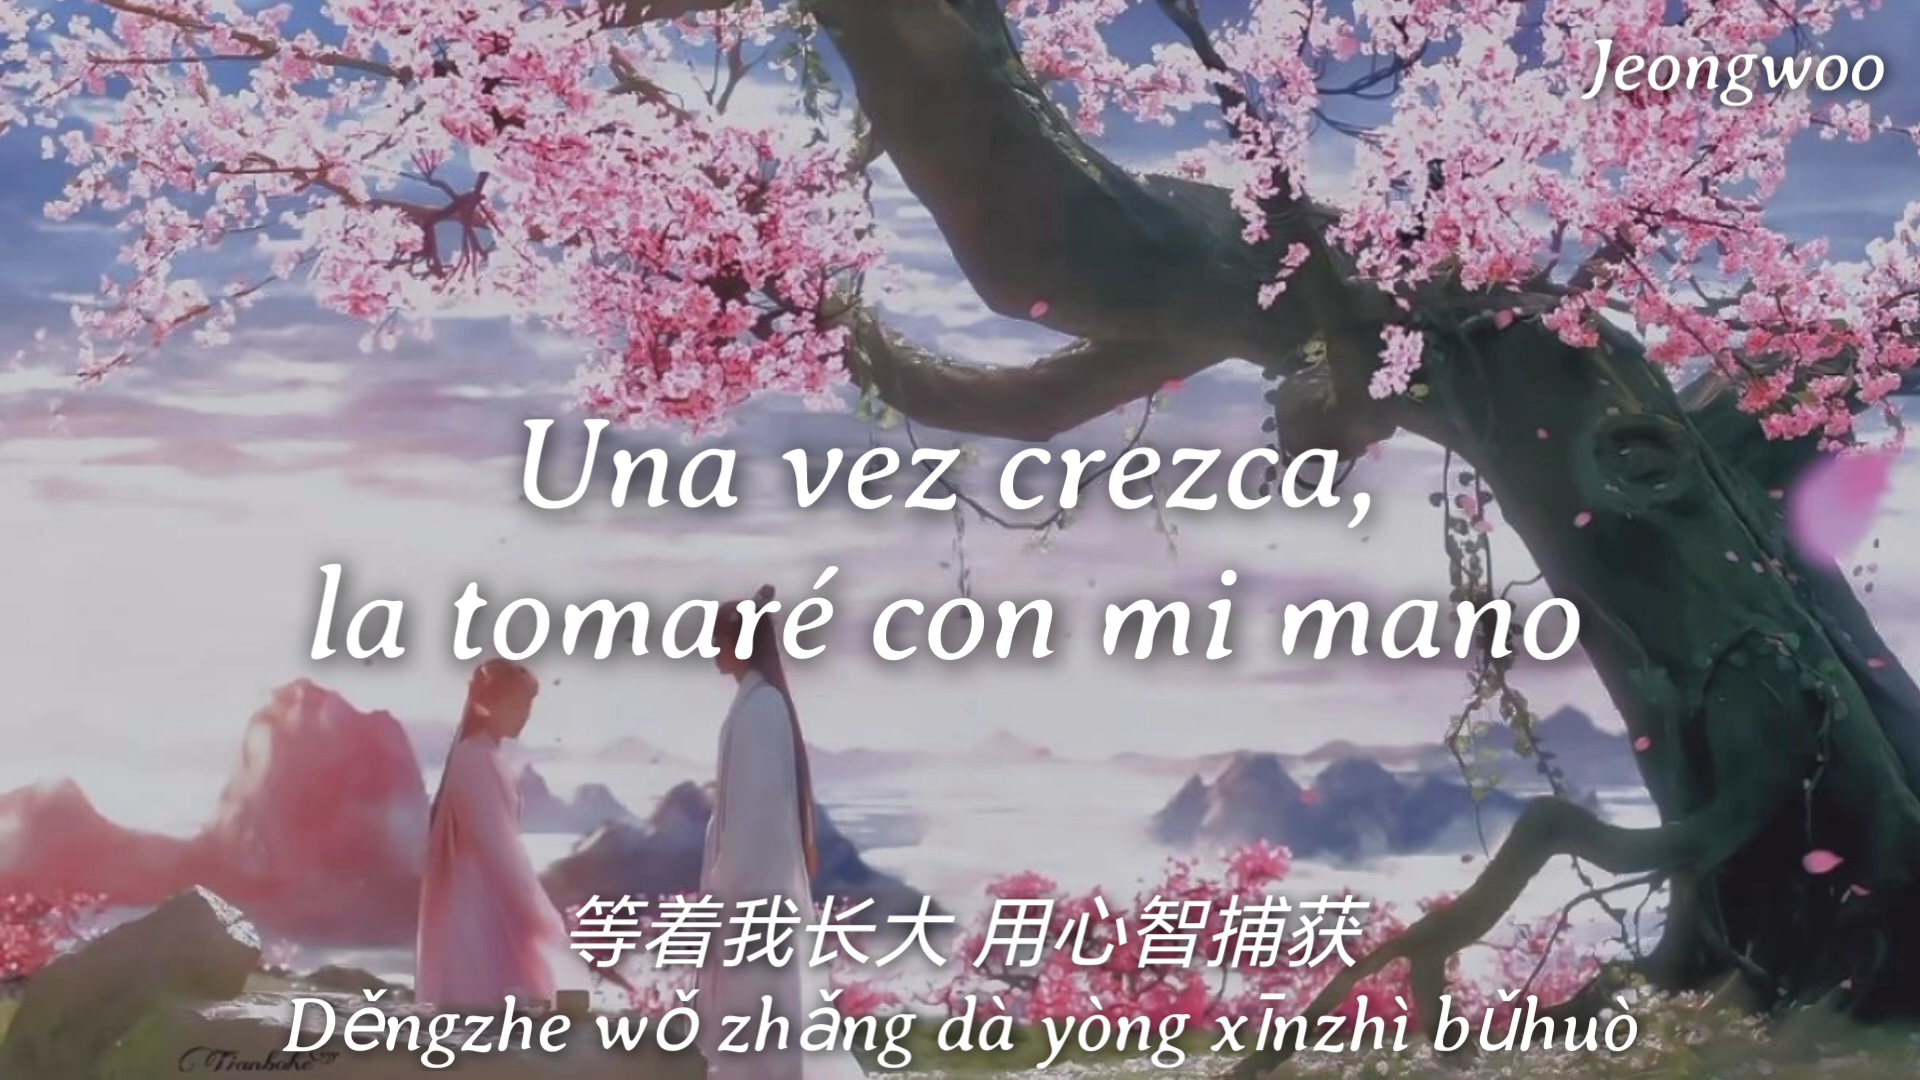 Jeongwoo
Una vez crezca,
la tomaré con mi mano
等着我长大 用心智捕获
Děngzhe wǒ zhǎng dà yòng xīnzhì bǔhuò